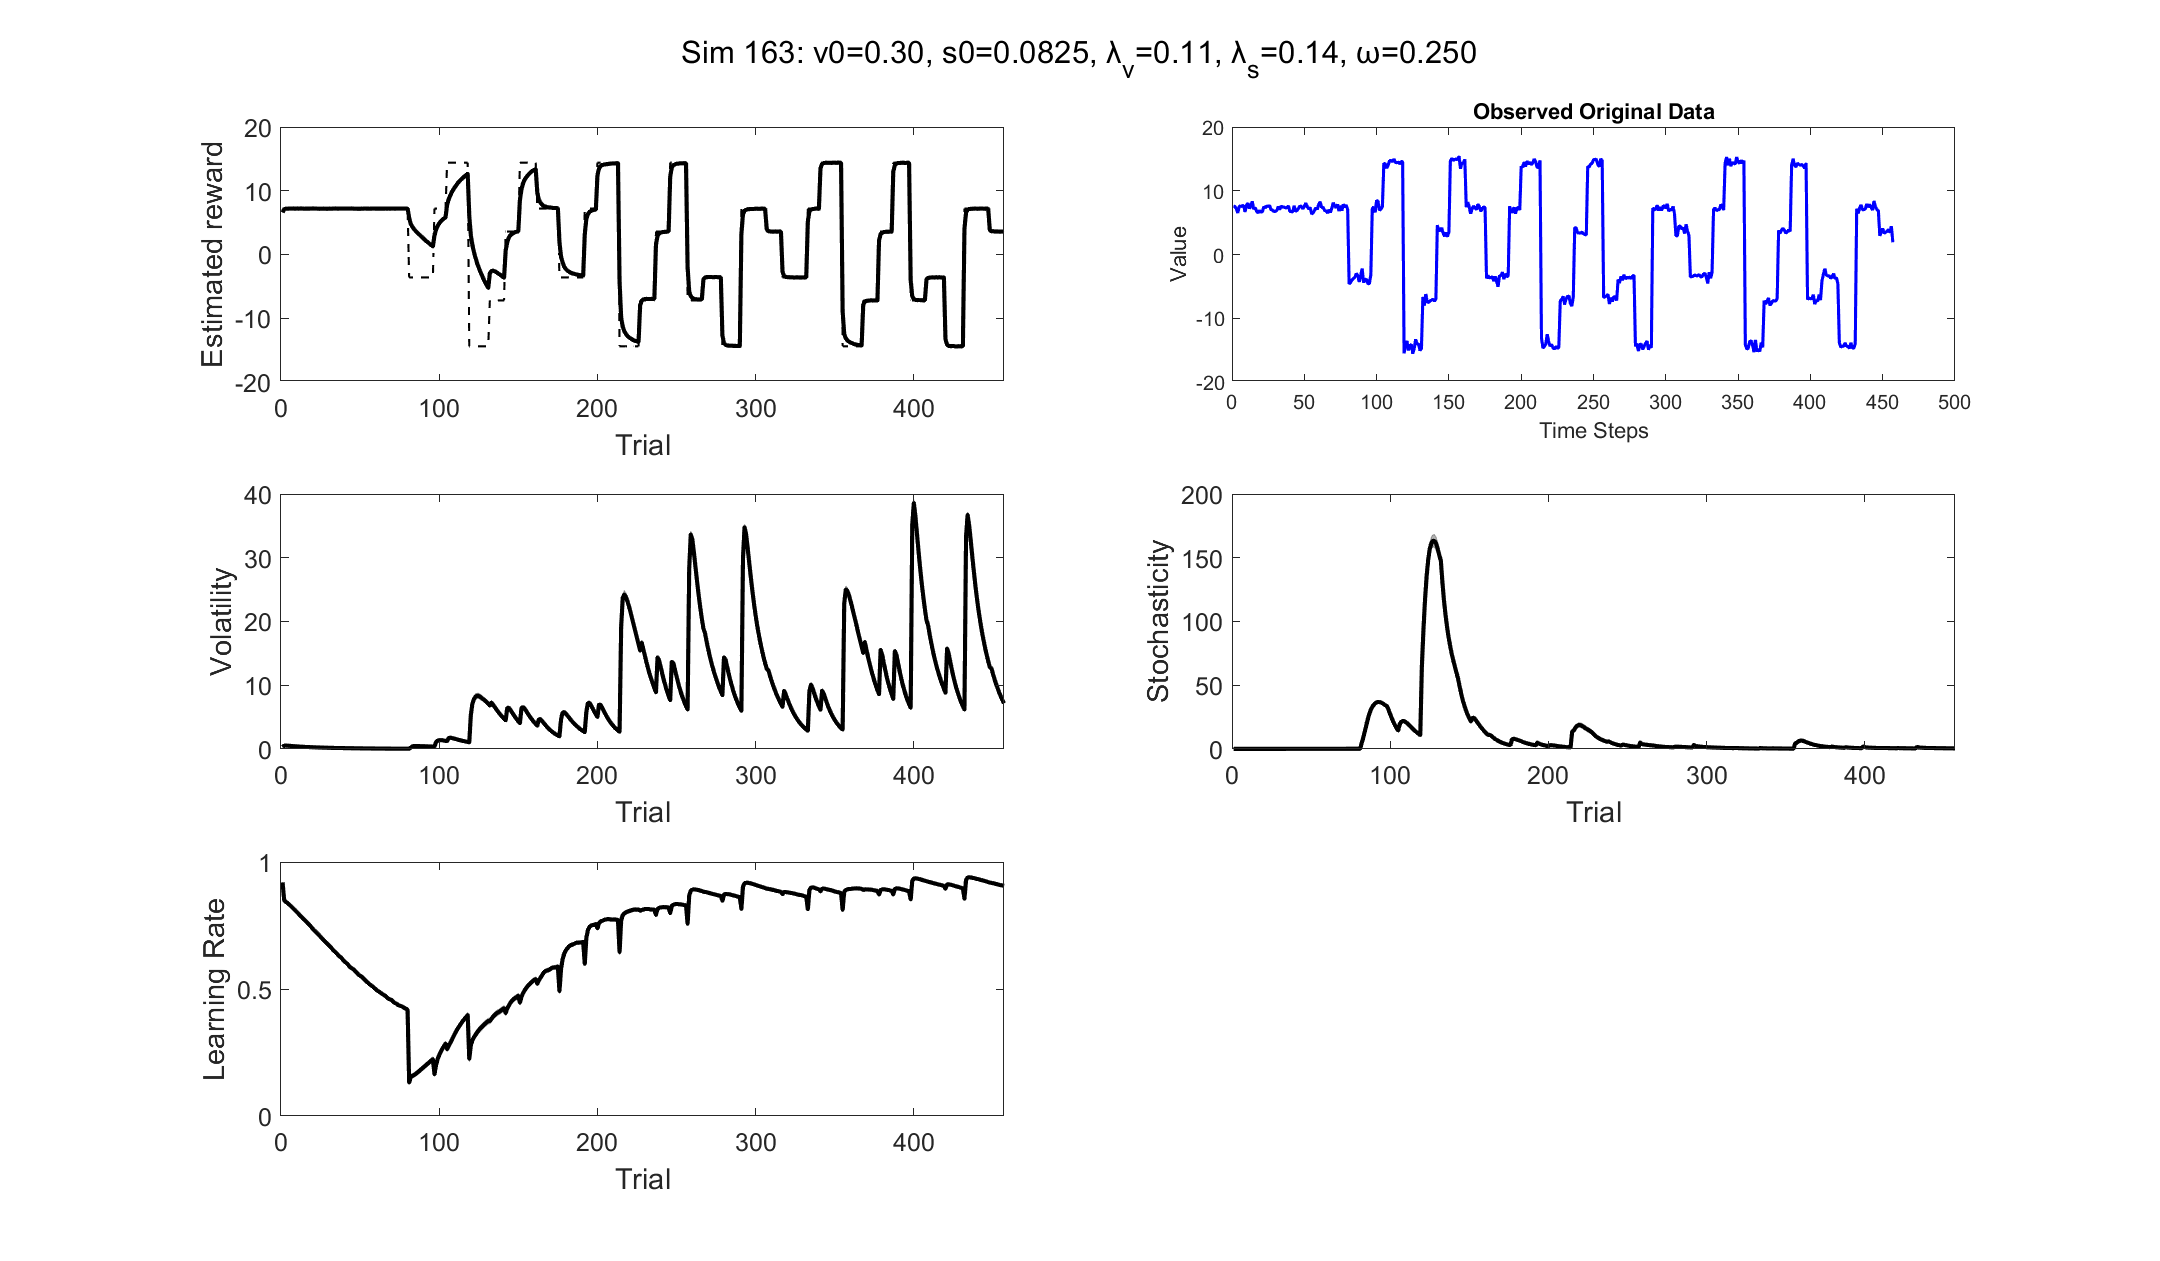 Sim 163: v0=0.30, s0=0.0825, λv=0.11, λs=0.14, ω=0.250
20
10
0
-10
-20
0 100 200 300 400
Estimated reward
Trial
Observed Original Data
20
10
0
-10
-20
0 50 100 150 200 250 300 350 400 450 500
Value
Time Steps
40
30
20
10
0
0 100 200 300 400
Volatility
Trial
200
150
100
50
0
0 100 200 300 400
Stochasticity
Trial
1
0.5
0
0 100 200 300 400
Learning Rate
Trial